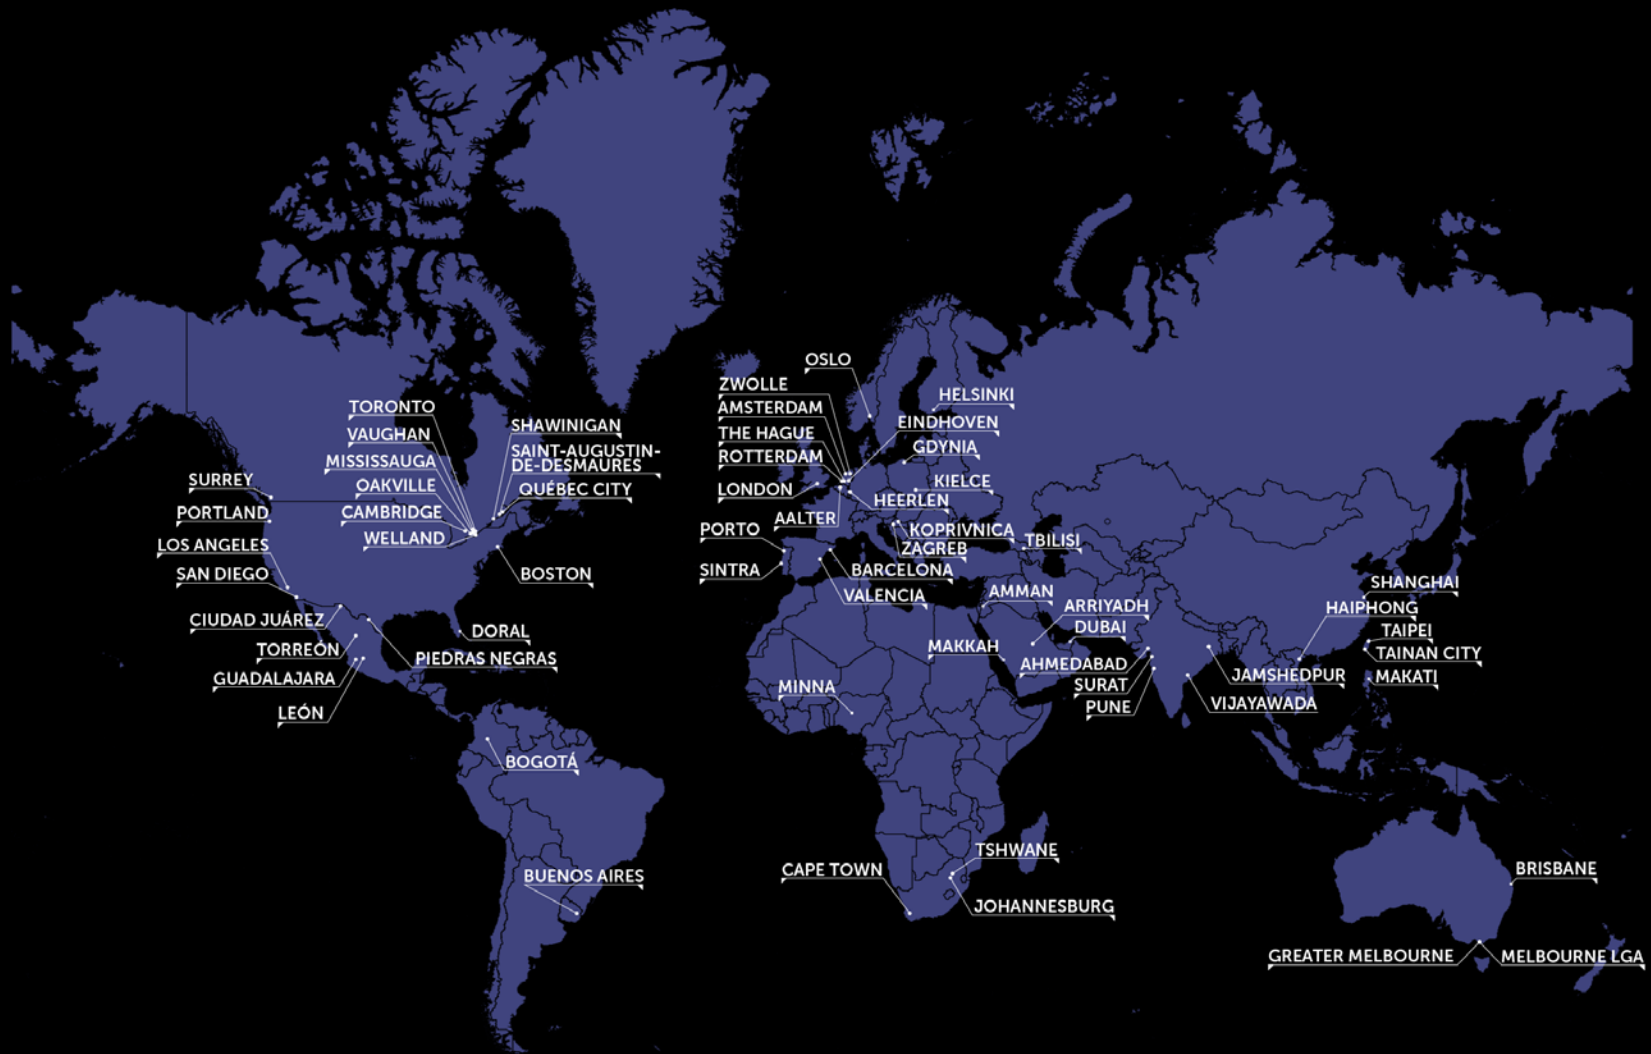 OSLO
ZWOLLE
HELSINKI
TORONTO
AMSTERDAM
EINDHOVEN
SHAWINIGAN
VAUGHAN
THE HAGUE
GDYNIA
SAINT-AUGUSTIN-
DE-DESMAURES
MISSISSAUGA
ROTTERDAM
SURREY
OAKVILLE
QUÉBEC CITY
LONDON
KIELCE
HEERLEN
PORTLAND
CAMBRIDGE
AALTER
PORTO
KOPRIVNICA
WELLAND
LOS ANGELES
ZAGREB
TBILISI
SAN DIEGO
BOSTON
SINTRA
BARCELONA
SHANGHAI
VALENCIA
AMMAN
ARRIYADH
HAIPHONG
CIUDAD JUÁREZ
DORAL
DUBAI
TAIPEI
TORREÓN
PIEDRAS NEGRAS
MAKKAH
TAINAN CITY
AHMEDABAD
GUADALAJARA
JAMSHEDPUR
MAKATI
MINNA
SURAT
LEÓN
PUNE
VIJAYAWADA
BOGOTÁ
TSHWANE
CAPE TOWN
BRISBANE
BUENOS AIRES
JOHANNESBURG
GREATER MELBOURNE
MELBOURNE LGA